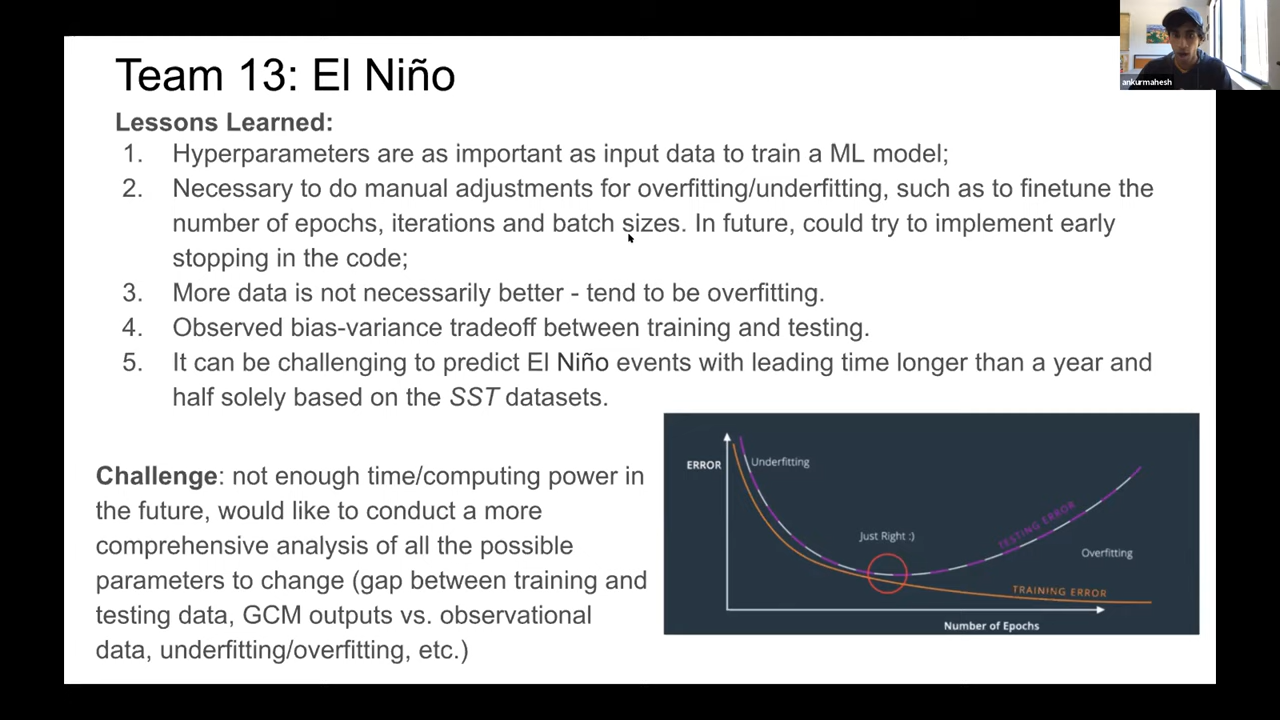 Team 13: El Niño
ankurmahesh
Lessons Learned:
1. Hyperparameters are as important as input data to train a ML model;
2. Necessary to do manual adjustments for overfitting/underfitting, such as to finetune the
number of epochs, iterations and batch sizes. In future, could try to implement early
stopping in the code;
3. More data is not necessarily better - tend to be overfitting.
4. Observed bias-variance tradeoff between training and testing.
5. It can be challenging to predict El Niño events with leading time longer than a year and
half solely based on the SST datasets.
Challenge: not enough time/computing power in
the future, would like to conduct a more
comprehensive analysis of all the possible
parameters to change (gap between training and
testing data, GCM outputs vs. observational
data, underfitting/overfitting, etc.)
ERROR
Underfitting
Just Right :)
TESTING ERROR
Overfitting
TRAINING ERROR
Number of Epochs